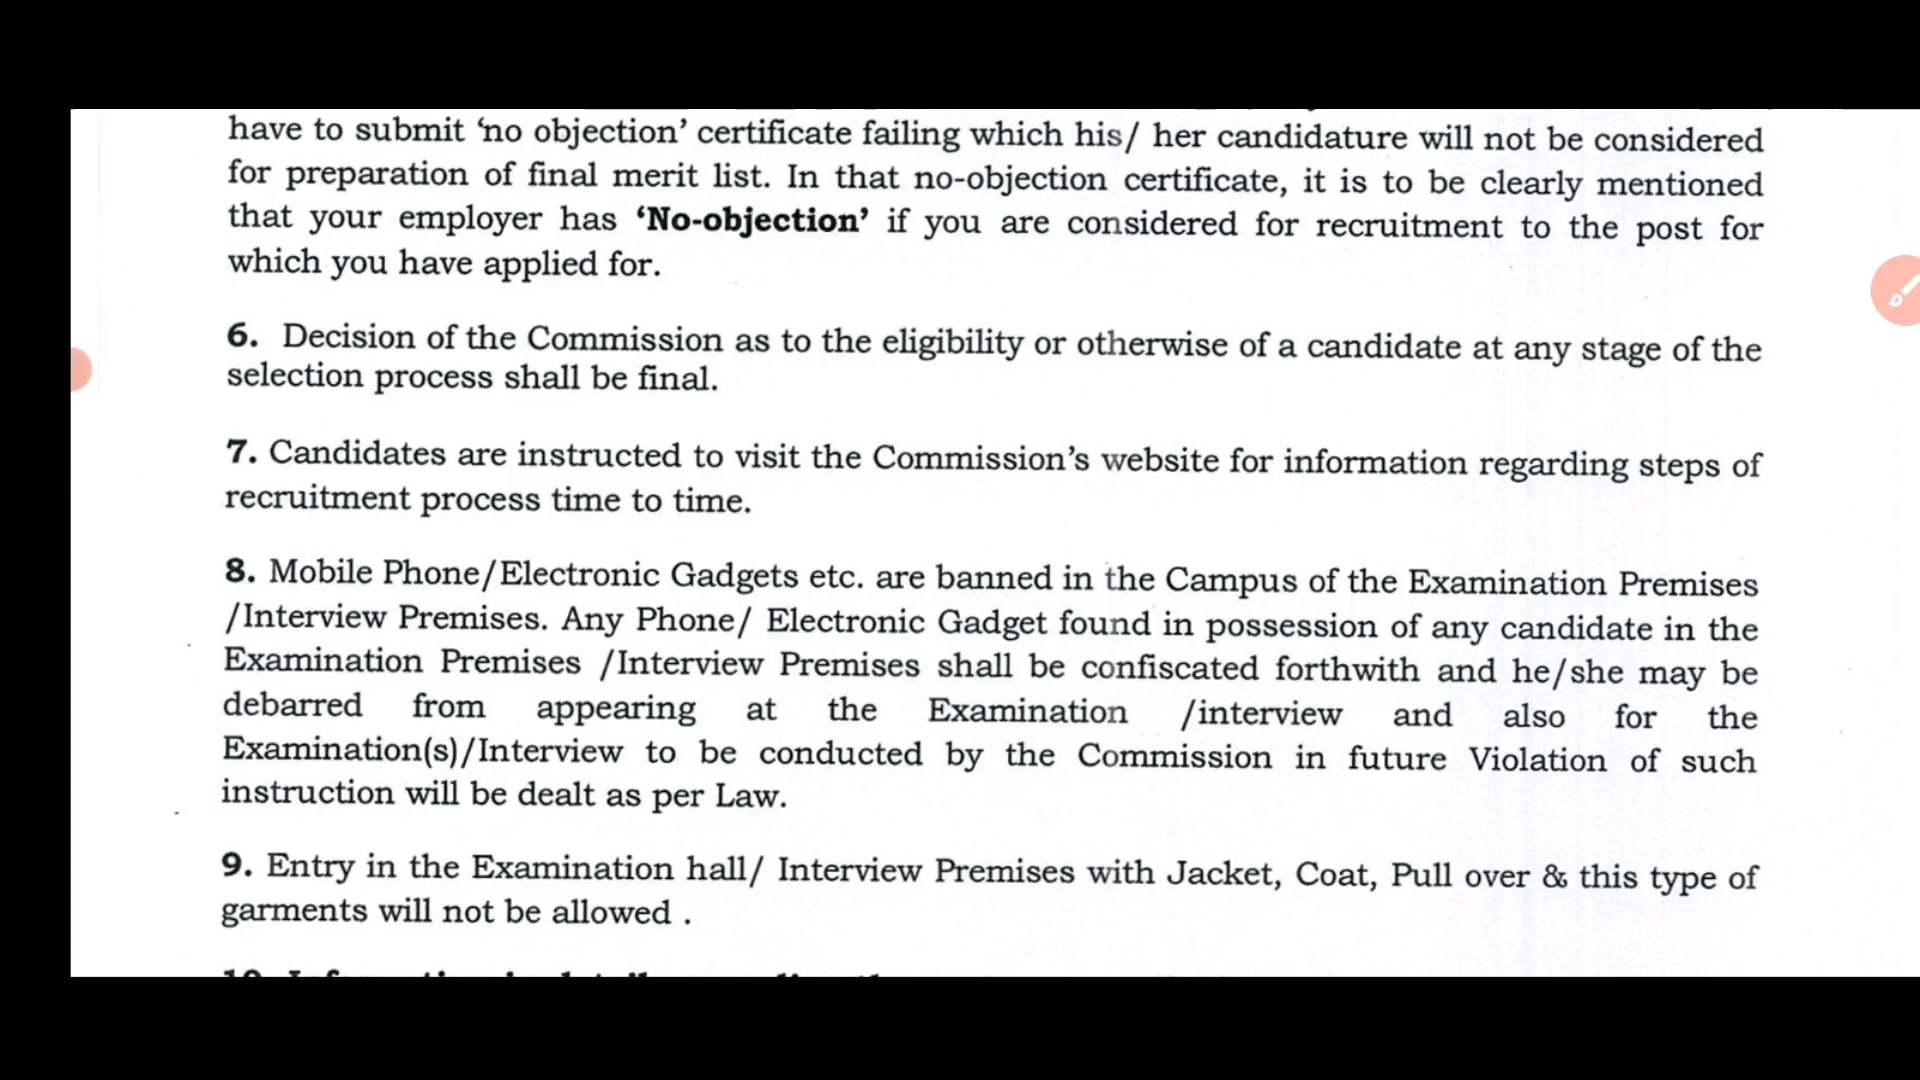 have to submit ‘no objection’ certificate failing which his/ her candidature will not be considered
for preparation of final merit list. In that no-objection certificate, it is to be clearly mentioned
that your employer has ‘No-objection’ if you are considered for recruitment to the post for
which you have applied for.
6. Decision of the Commission as to the eligibility or otherwise of a candidate at any stage of the
selection process shall be final.
7. Candidates are instructed to visit the Commission’s website for information regarding steps of
recruitment process time to time.
8. Mobile Phone/Electronic Gadgets etc. are banned in the Campus of the Examination Premises
/Interview Premises. Any Phone/ Electronic Gadget found in possession of any candidate in the
Examination Premises /Interview Premises shall be confiscated forthwith and he/she may be
debarred from appearing at the Examination /interview and also for the
Examination(s)/Interview to be conducted by the Commission in future Violation of such
instruction will be dealt as per Law.
9. Entry in the Examination hall/ Interview Premises with Jacket, Coat, Pull over & this type of
garments will not be allowed .